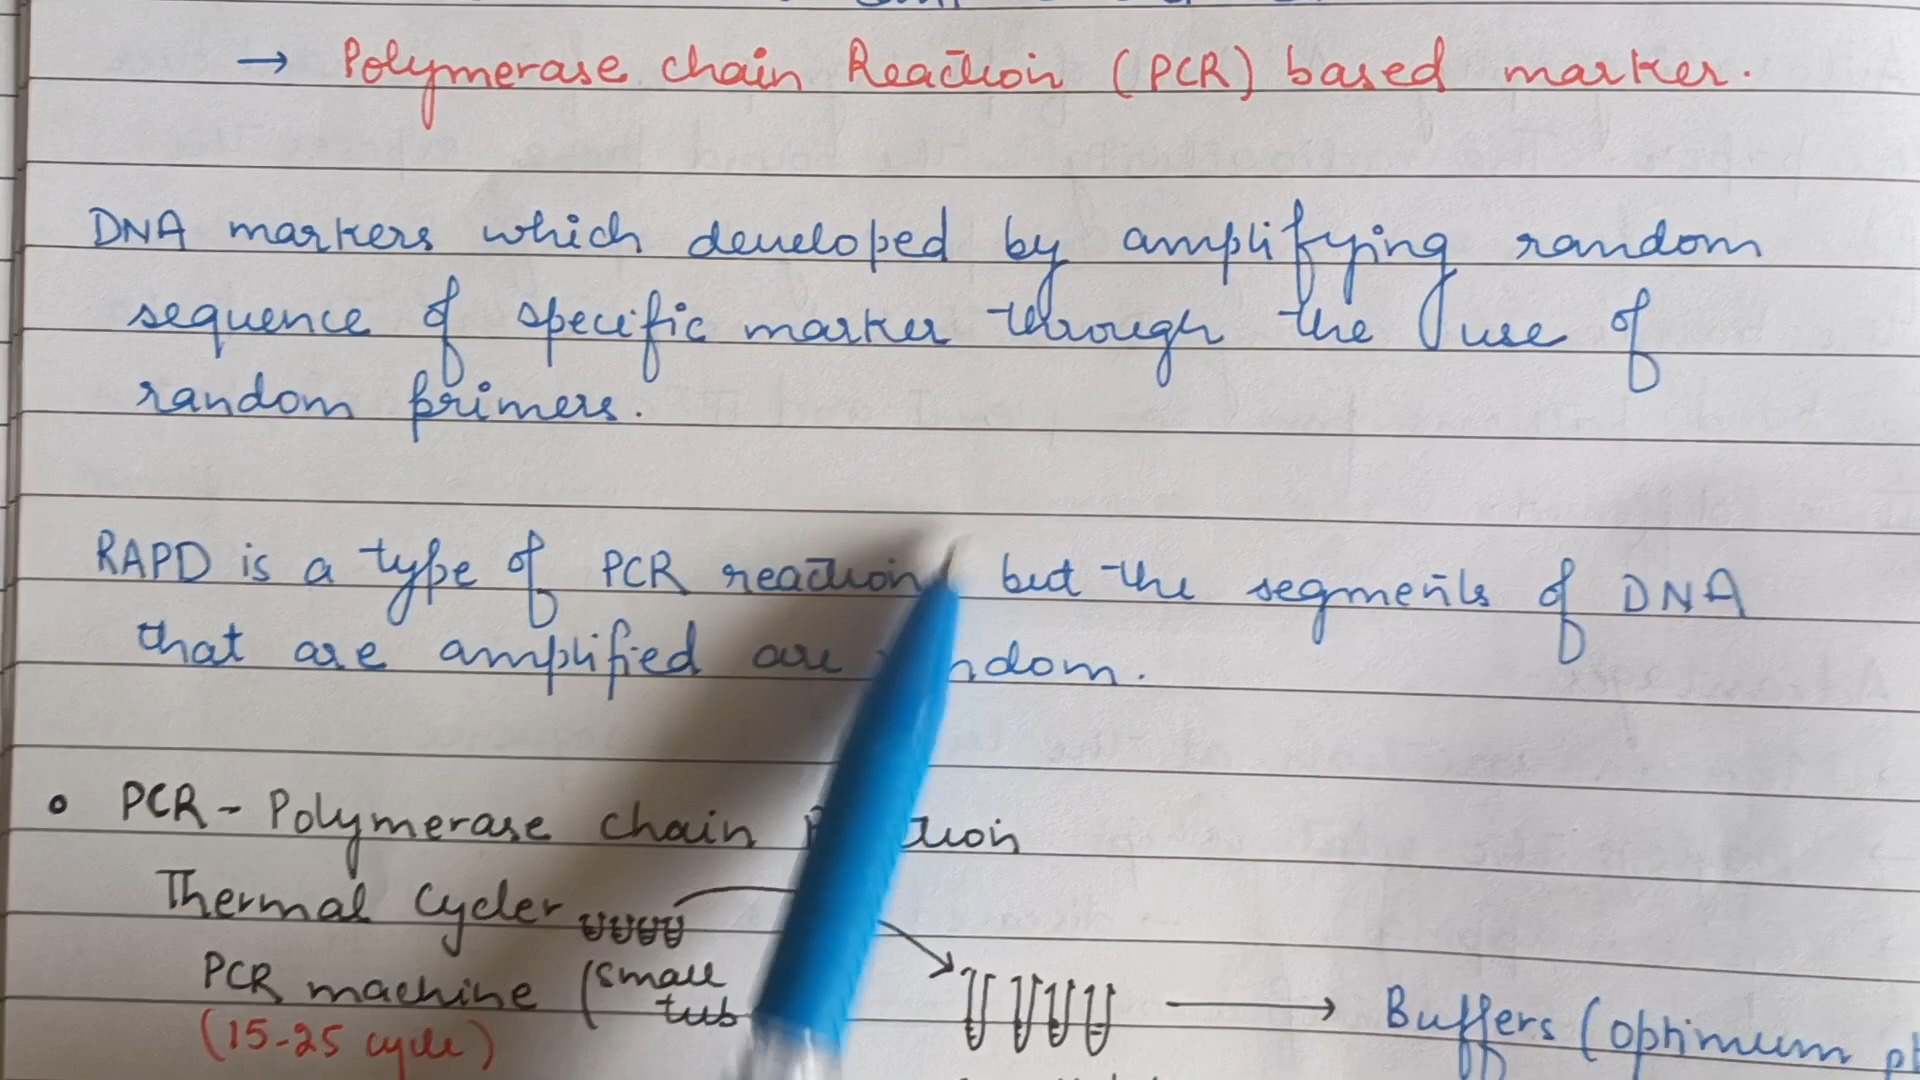 → Polymerase chain Reaction (PCR) based marker.
DNA markers which developed by amplifying random
sequence of specific marker through the use of
random primers.
RAPD is a type of PCR reaction but the segments of DNA
that are amplified are
• PCR - Polymerase chain
Thermal Cycler
PCR machine (small
(15-25 cycle)
→ Buffers (optimum